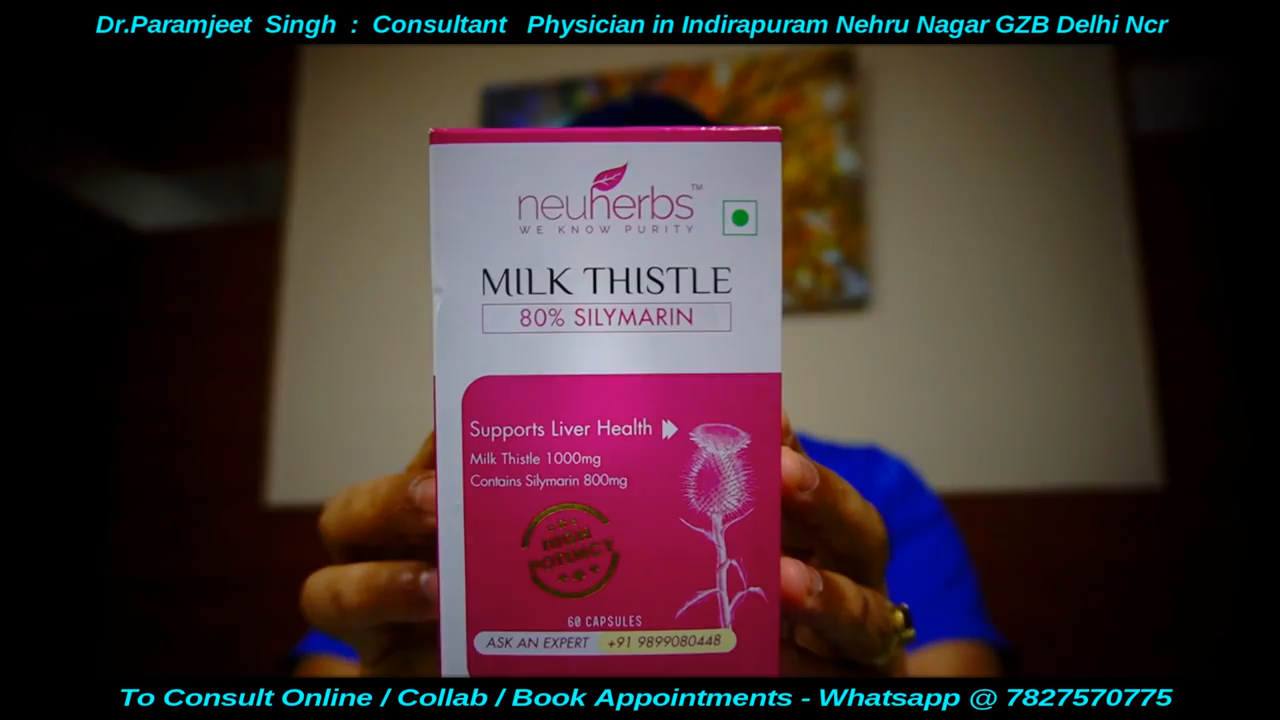 Dr.Paramjeet Singh : Consultant Physician in Indirapuram Nehru Nagar GZB Delhi Ncr
neuherbs™
WE KNOW PURITY
MILK THISTLE
80% SILYMARIN
Supports Liver Health
Milk Thistle 1000mg
Contains Silymarin 800mg
HIGH
POTENCY
60 CAPSULES
ASK AN EXPERT +91 9899080448
To Consult Online / Collab / Book Appointments - Whatsapp @ 7827570775